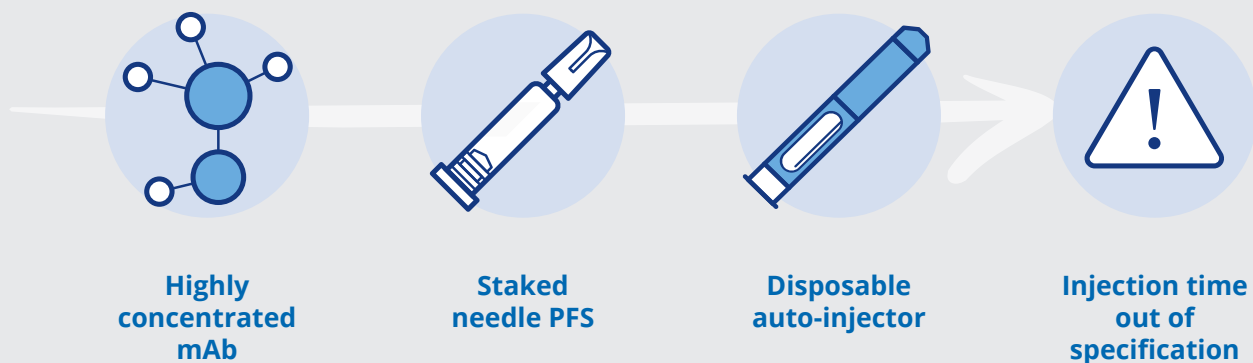 Highly
concentrated
mAb
Staked
needle PFS
Disposable
auto-injector
Injection time
out of
specification